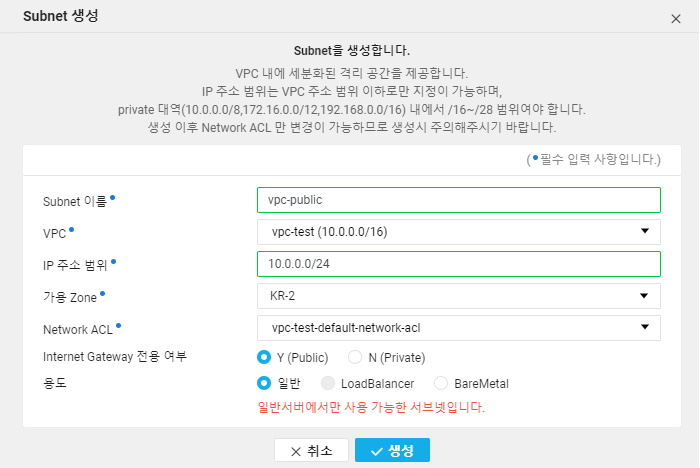 Subnet 생성
Subnet을 생성합니다.
VPC 내에 세분화된 격리 공간을 제공합니다.
IP 주소 범위는 VPC 주소 범위 이하로만 지정이 가능하며,
private 대역(10.0.0.0/8,172.16.0.0/12,192.168.0.0/16) 내에서 /16~/28 범위여야 합니다.
생성 이후 Network ACL 만 변경이 가능하므로 생성시 주의해주시기 바랍니다.
(•필수 입력 사항입니다.)
Subnet 이름• vpc-public
VPC• vpc-test (10.0.0.0/16)
IP 주소 범위• 10.0.0.0/24
가용 Zone• KR-2
Network ACL• vpc-test-default-network-acl
Internet Gateway 전용 여부 Y (Public) N (Private)
용도 일반 LoadBalancer BareMetal
일반서버에서만 사용 가능한 서브넷입니다.
취소 생성